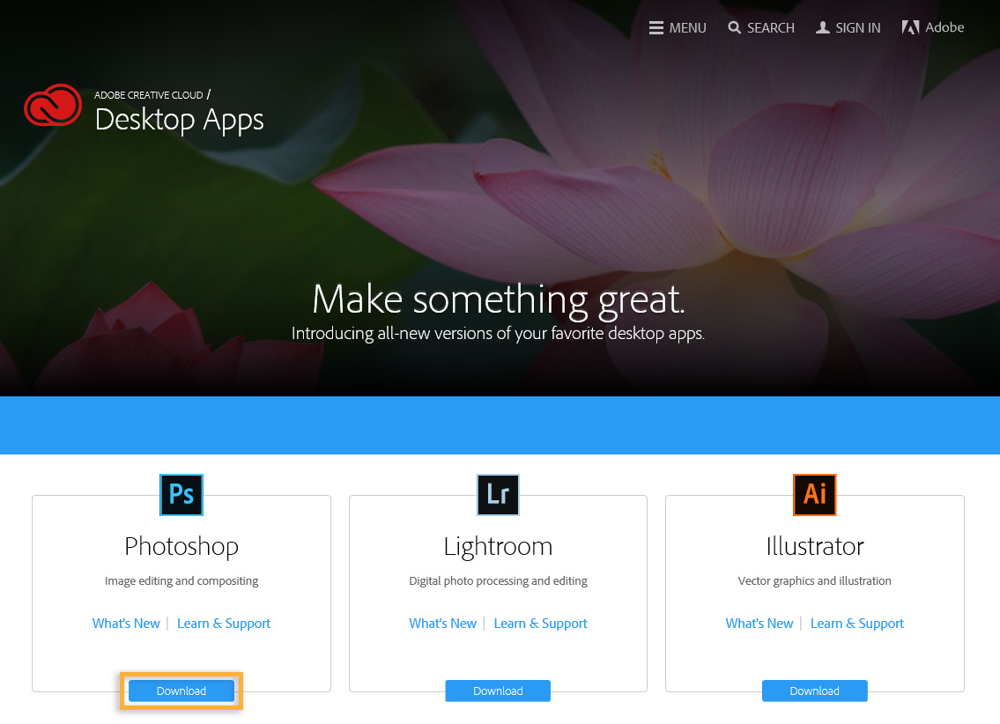 MENU SEARCH SIGN IN Adobe
ADOBE CREATIVE CLOUD /
Desktop Apps
Make something great.
Introducing all-new versions of your favorite desktop apps.
Ps Lr Ai
Photoshop Lightroom Illustrator
Image editing and compositing Digital photo processing and editing Vector graphics and illustration
What's New | Learn & Support What's New | Learn & Support What's New | Learn & Support
Download Download Download